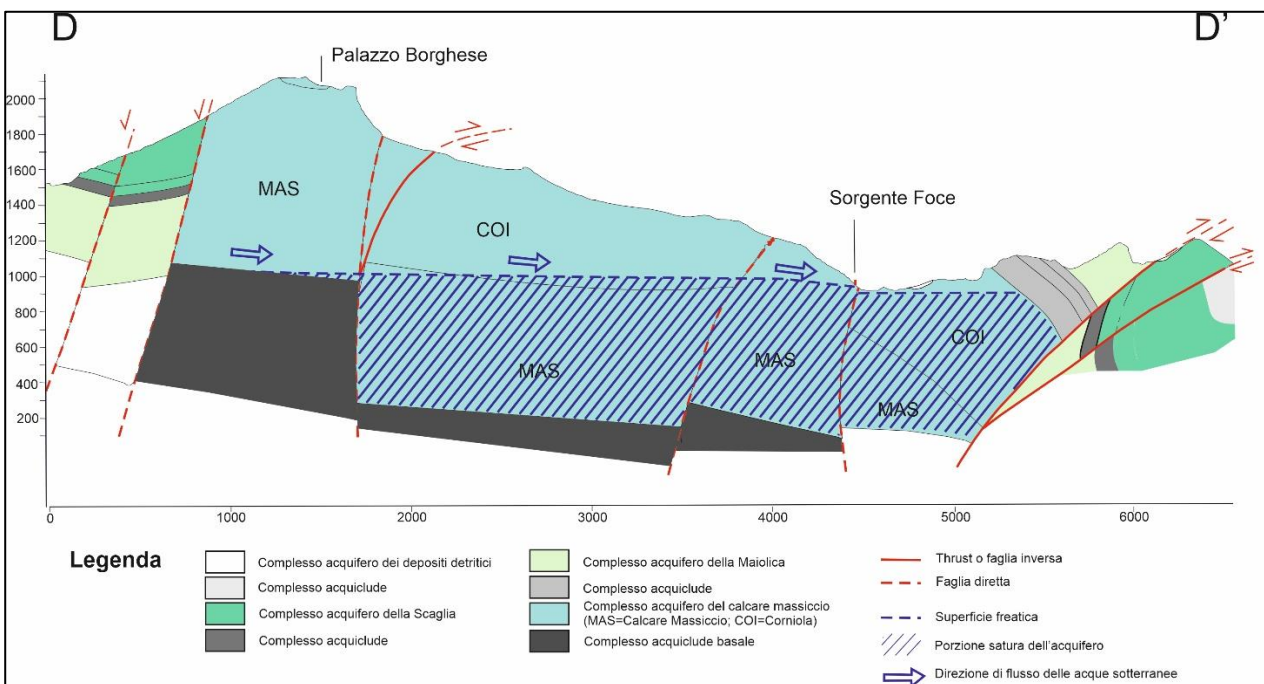 D
D'
Palazzo Borghese
Sorgente Foce
2000
1800
1600
1400
1200
1000
800
600
400
200
MAS
COI
MAS
MAS
COI
MAS
0
1000
2000
3000
4000
5000
6000
Legenda
Complesso acquifero dei depositi detritici
Complesso acquiclude
Complesso acquifero della Scaglia
Complesso acquiclude
Complesso acquifero della Maiolica
Complesso acquiclude
Complesso acquifero del calcare massiccio
(MAS=Calcare Massiccio; COI=Corniola)
Complesso acquiclude basale
Thrust o faglia inversa
Faglia diretta
Superficie freatica
Porzione satura dell'acquifero
Direzione di flusso delle acque sotterranee